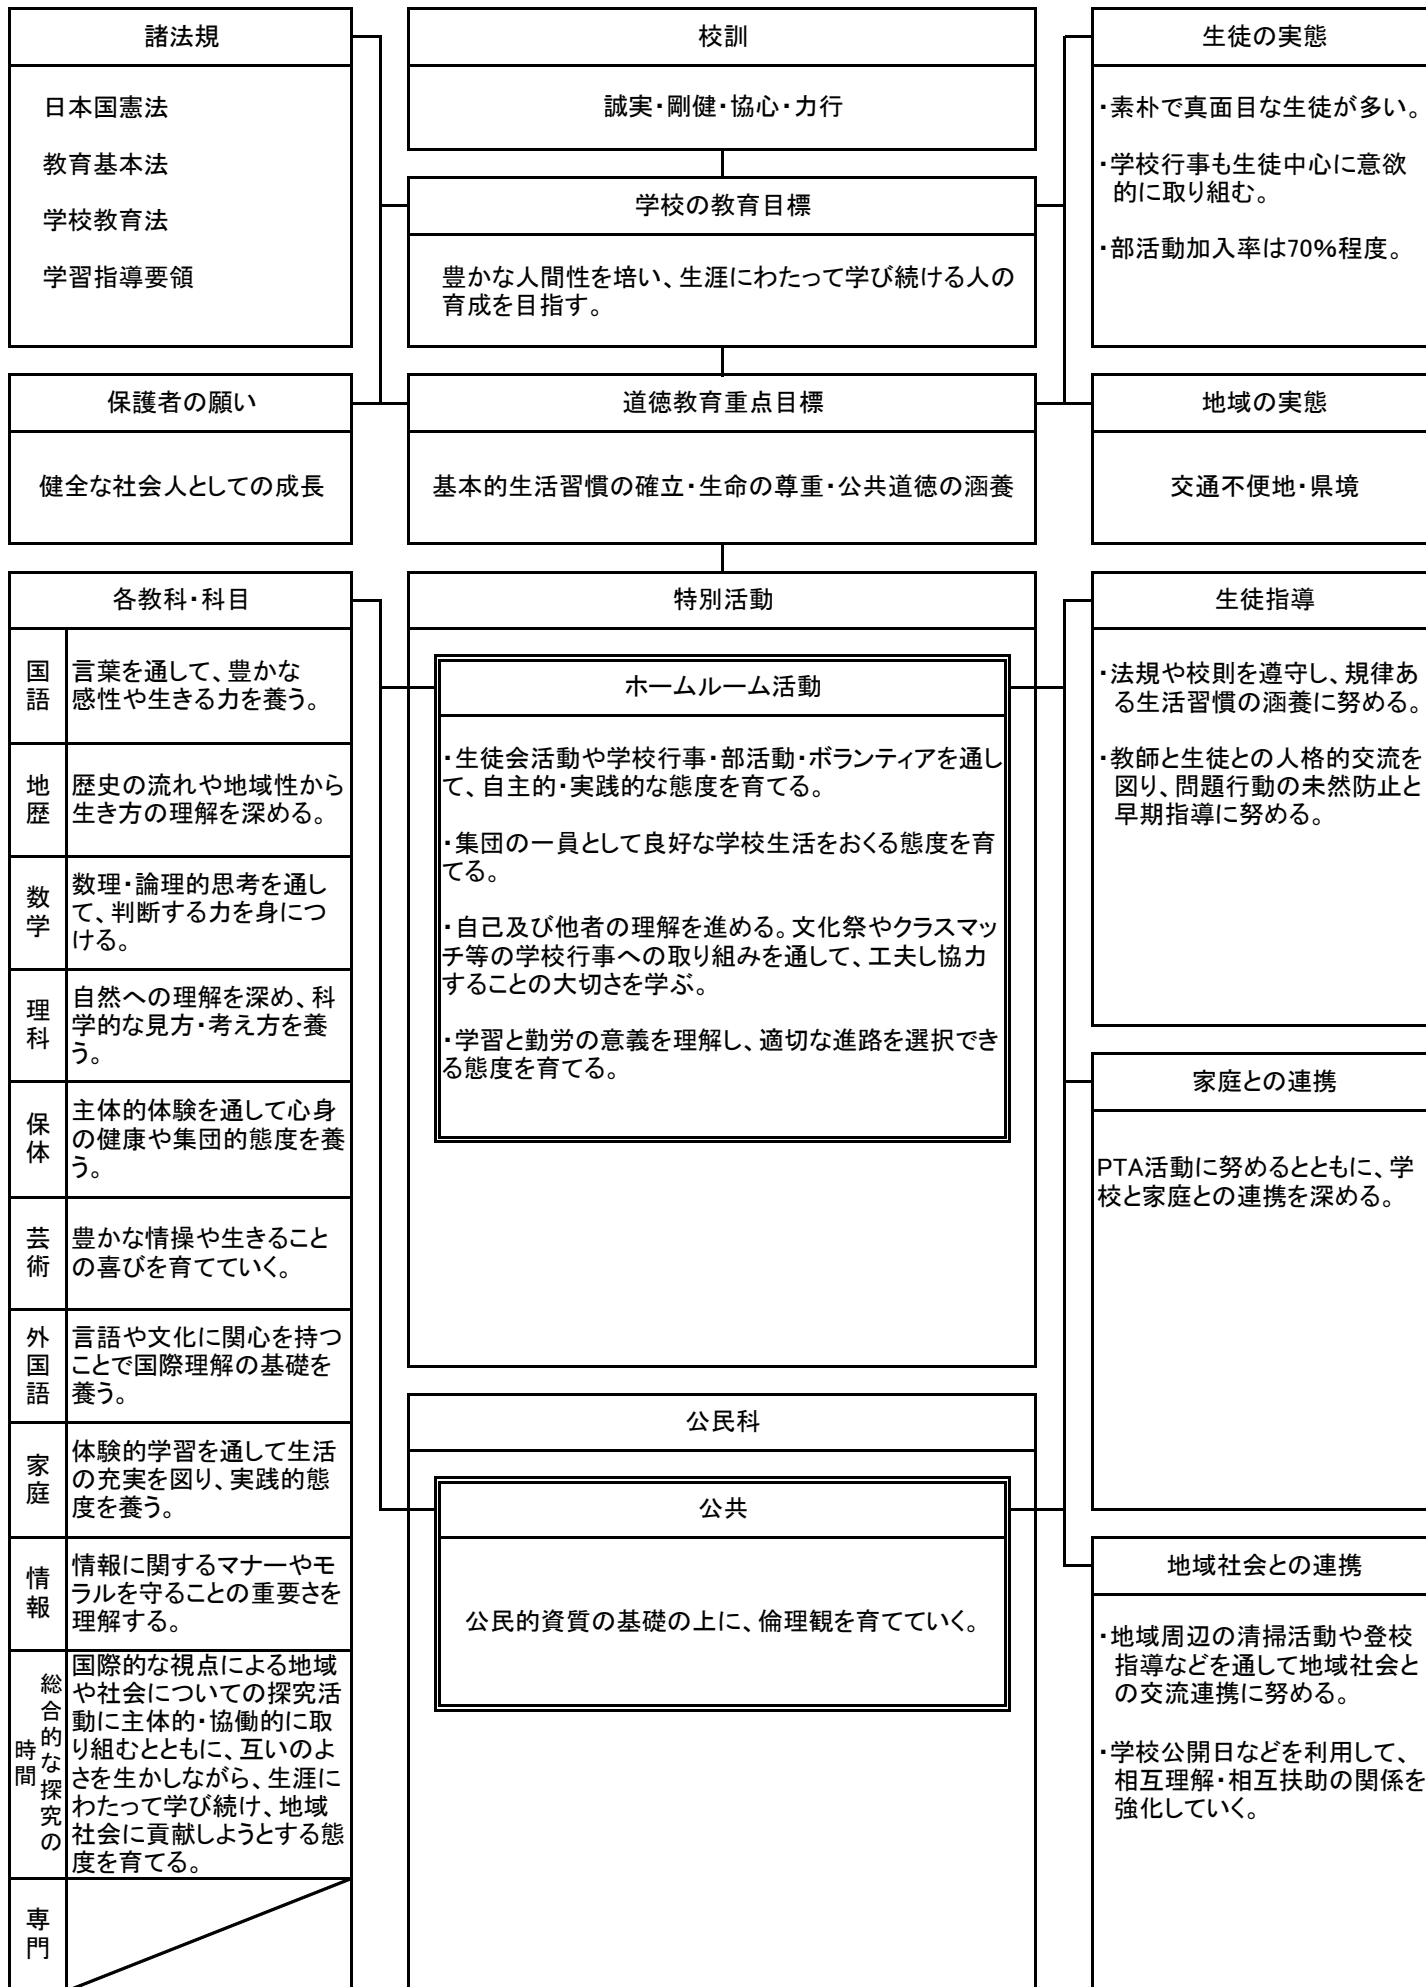 諸法規
日本国憲法
教育基本法
学校教育法
学習指導要領
校訓
誠実・剛健・協心・力行
学校の教育目標
豊かな人間性を培い、生涯にわたって学び続ける人の
育成を目指す。
生徒の実態
・素朴で真面目な生徒が多い。
・学校行事も生徒中心に意欲
的に取り組む。
・部活動加入率は70%程度。
保護者の願い
健全な社会人としての成長
道徳教育重点目標
基本的生活習慣の確立・生命の尊重・公共道徳の涵養
地域の実態
交通不便地・県境
各教科・科目
国語
言葉を通して、豊かな
感性や生きる力を養う。
地歴
歴史の流れや地域性から
生き方の理解を深める。
数学
数理・論理的思考を通し
て、判断する力を身につ
ける。
理科
自然への理解を深め、科
学的な見方・考え方を養
う。
保体
主体的体験を通して心身
の健康や集団的態度を養
う。
芸術
豊かな情操や生きること
の喜びを育てていく。
外国語
言語や文化に関心を持つ
ことで国際理解の基礎を
養う。
家庭
体験的学習を通して生活
の充実を図り、実践的態
度を養う。
情報
情報に関するマナーやモ
ラルを守ることの重要さを
理解する。
総合的な探究の
時間
国際的な視点による地域
や社会についての探究活
動に主体的・協働的に取
り組むとともに、互いのよ
さを生かしながら、生涯に
わたって学び続け、地域
社会に貢献しようとする態
度を育てる。
専門
特別活動
ホームルーム活動
・生徒会活動や学校行事・部活動・ボランティアを通し
て、自主的・実践的な態度を育てる。
・集団の一員として良好な学校生活をおくる態度を育
てる。
・自己及び他者の理解を進める。文化祭やクラスマッ
チ等の学校行事への取り組みを通して、工夫し協力
することの大切さを学ぶ。
・学習と勤労の意義を理解し、適切な進路を選択でき
る態度を育てる。
公民科
公共
公民的資質の基礎の上に、倫理観を育てていく。
生徒指導
・法規や校則を遵守し、規律あ
る生活習慣の涵養に努める。
・教師と生徒との人格的交流を
図り、問題行動の未然防止と
早期指導に努める。
家庭との連携
PTA活動に努めるとともに、学
校と家庭との連携を深める。
地域社会との連携
・地域周辺の清掃活動や登校
指導などを通して地域社会と
の交流連携に努める。
・学校公開日などを利用して、
相互理解・相互扶助の関係を
強化していく。